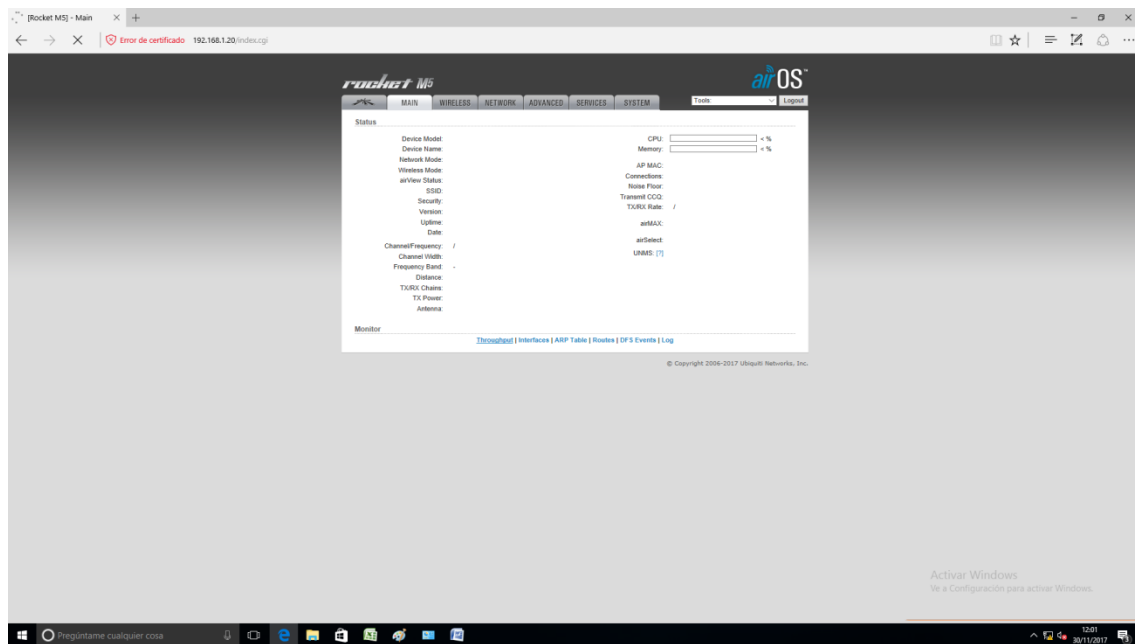 [Rocket M5] - Main
Error de certificado 192.168.1.20/index.cgi
rocket M5
airOS™
MAIN WIRELESS NETWORK ADVANCED SERVICES SYSTEM Tools: Logout
Status
Device Model: CPU: < %
Device Name: Memory: < %
Network Mode:
Wireless Mode: AP MAC:
airView Status: Connections:
SSID: Noise Floor:
Security: Transmit CCQ:
Version: TX/RX Rate: /
Uptime: airMAX:
Date:
airSelect:
Channel/Frequency: /
Channel Width: UNMS: [?]
Frequency Band: -
Distance:
TX/RX Chains:
TX Power:
Antenna:
Monitor
Throughput | Interfaces | ARP Table | Routes | DFS Events | Log
© Copyright 2006-2017 Ubiquiti Networks, Inc.
Activar Windows
Ve a Configuración para activar Windows.
Pregúntame cualquier cosa
12:01
30/11/2017